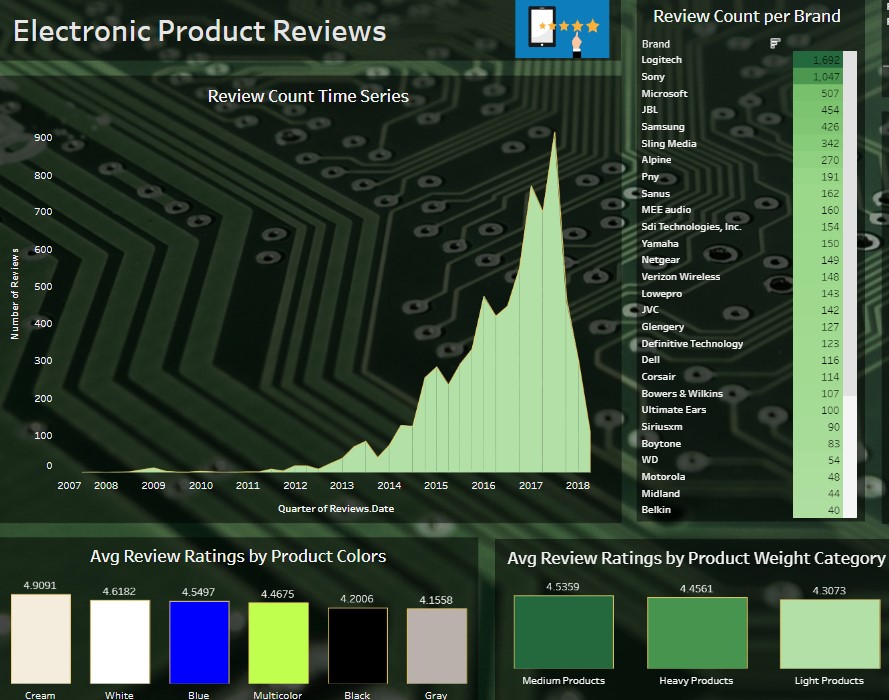 Electronic Product Reviews
Review Count Time Series
Number of Reviews
900
800
700
600
500
400
300
200
100
0
2007 2008 2009 2010 2011 2012 2013 2014 2015 2016 2017 2018
Quarter of Reviews.Date
Review Count per Brand
Brand
Logitech 1,692
Sony 1,047
Microsoft 507
JBL 454
Samsung 426
Sling Media 342
Alpine 270
Pny 191
Sanus 162
MEE audio 160
Sdi Technologies, Inc. 154
Yamaha 150
Netgear 149
Verizon Wireless 148
Lowepro 143
JVC 142
Glengery 127
Definitive Technology 123
Dell 116
Corsair 114
Bowers & Wilkins 107
Ultimate Ears 100
Siriusxm 90
Boytone 83
WD 54
Motorola 48
Midland 44
Belkin 40
Avg Review Ratings by Product Colors
4.9091 4.6182 4.5497 4.4675 4.2006 4.1558
Cream White Blue Multicolor Black Gray
Avg Review Ratings by Product Weight Category
4.5359 4.4561 4.3073
Medium Products Heavy Products Light Products